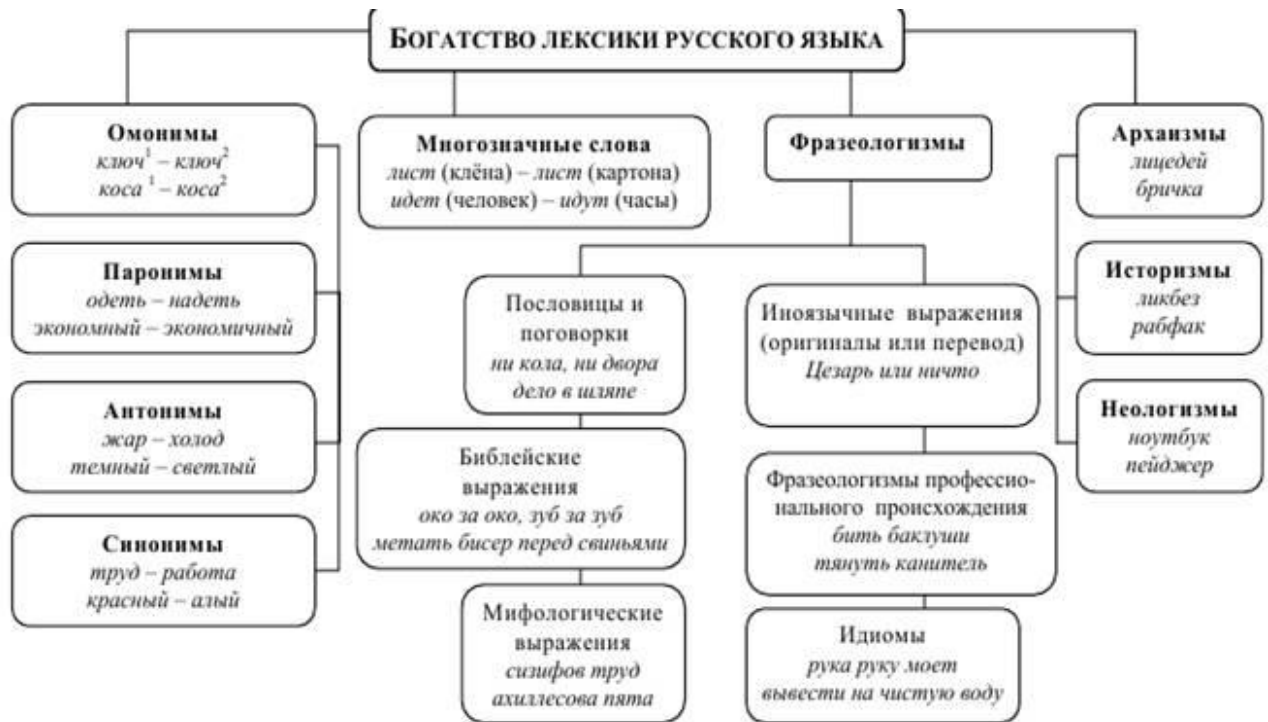 БОГАТСТВО ЛЕКСИКИ РУССКОГО ЯЗЫКА
Омонимы
ключ¹ – ключ²
коса ¹ – коса²
Паронимы
одеть – надеть
экономный – экономичный
Антонимы
жар – холод
темный – светлый
Синонимы
труд – работа
красный – алый
Многозначные слова
лист (клёна) – лист (картона)
идет (человек) – идут (часы)
Фразеологизмы
Пословицы и
поговорки
ни кола, ни двора
дело в шляпе
Библейские
выражения
око за око, зуб за зуб
метать бисер перед свиньями
Мифологические
выражения
сизифов труд
ахиллесова пята
Иноязычные выражения
(оригиналы или перевод)
Цезарь или ничто
Фразеологизмы профессио-
нального происхождения
бить баклуши
тянуть канитель
Идиомы
рука руку моет
вывести на чистую воду
Архаизмы
лицедей
бричка
Историзмы
ликбез
рабфак
Неологизмы
ноутбук
пейджер